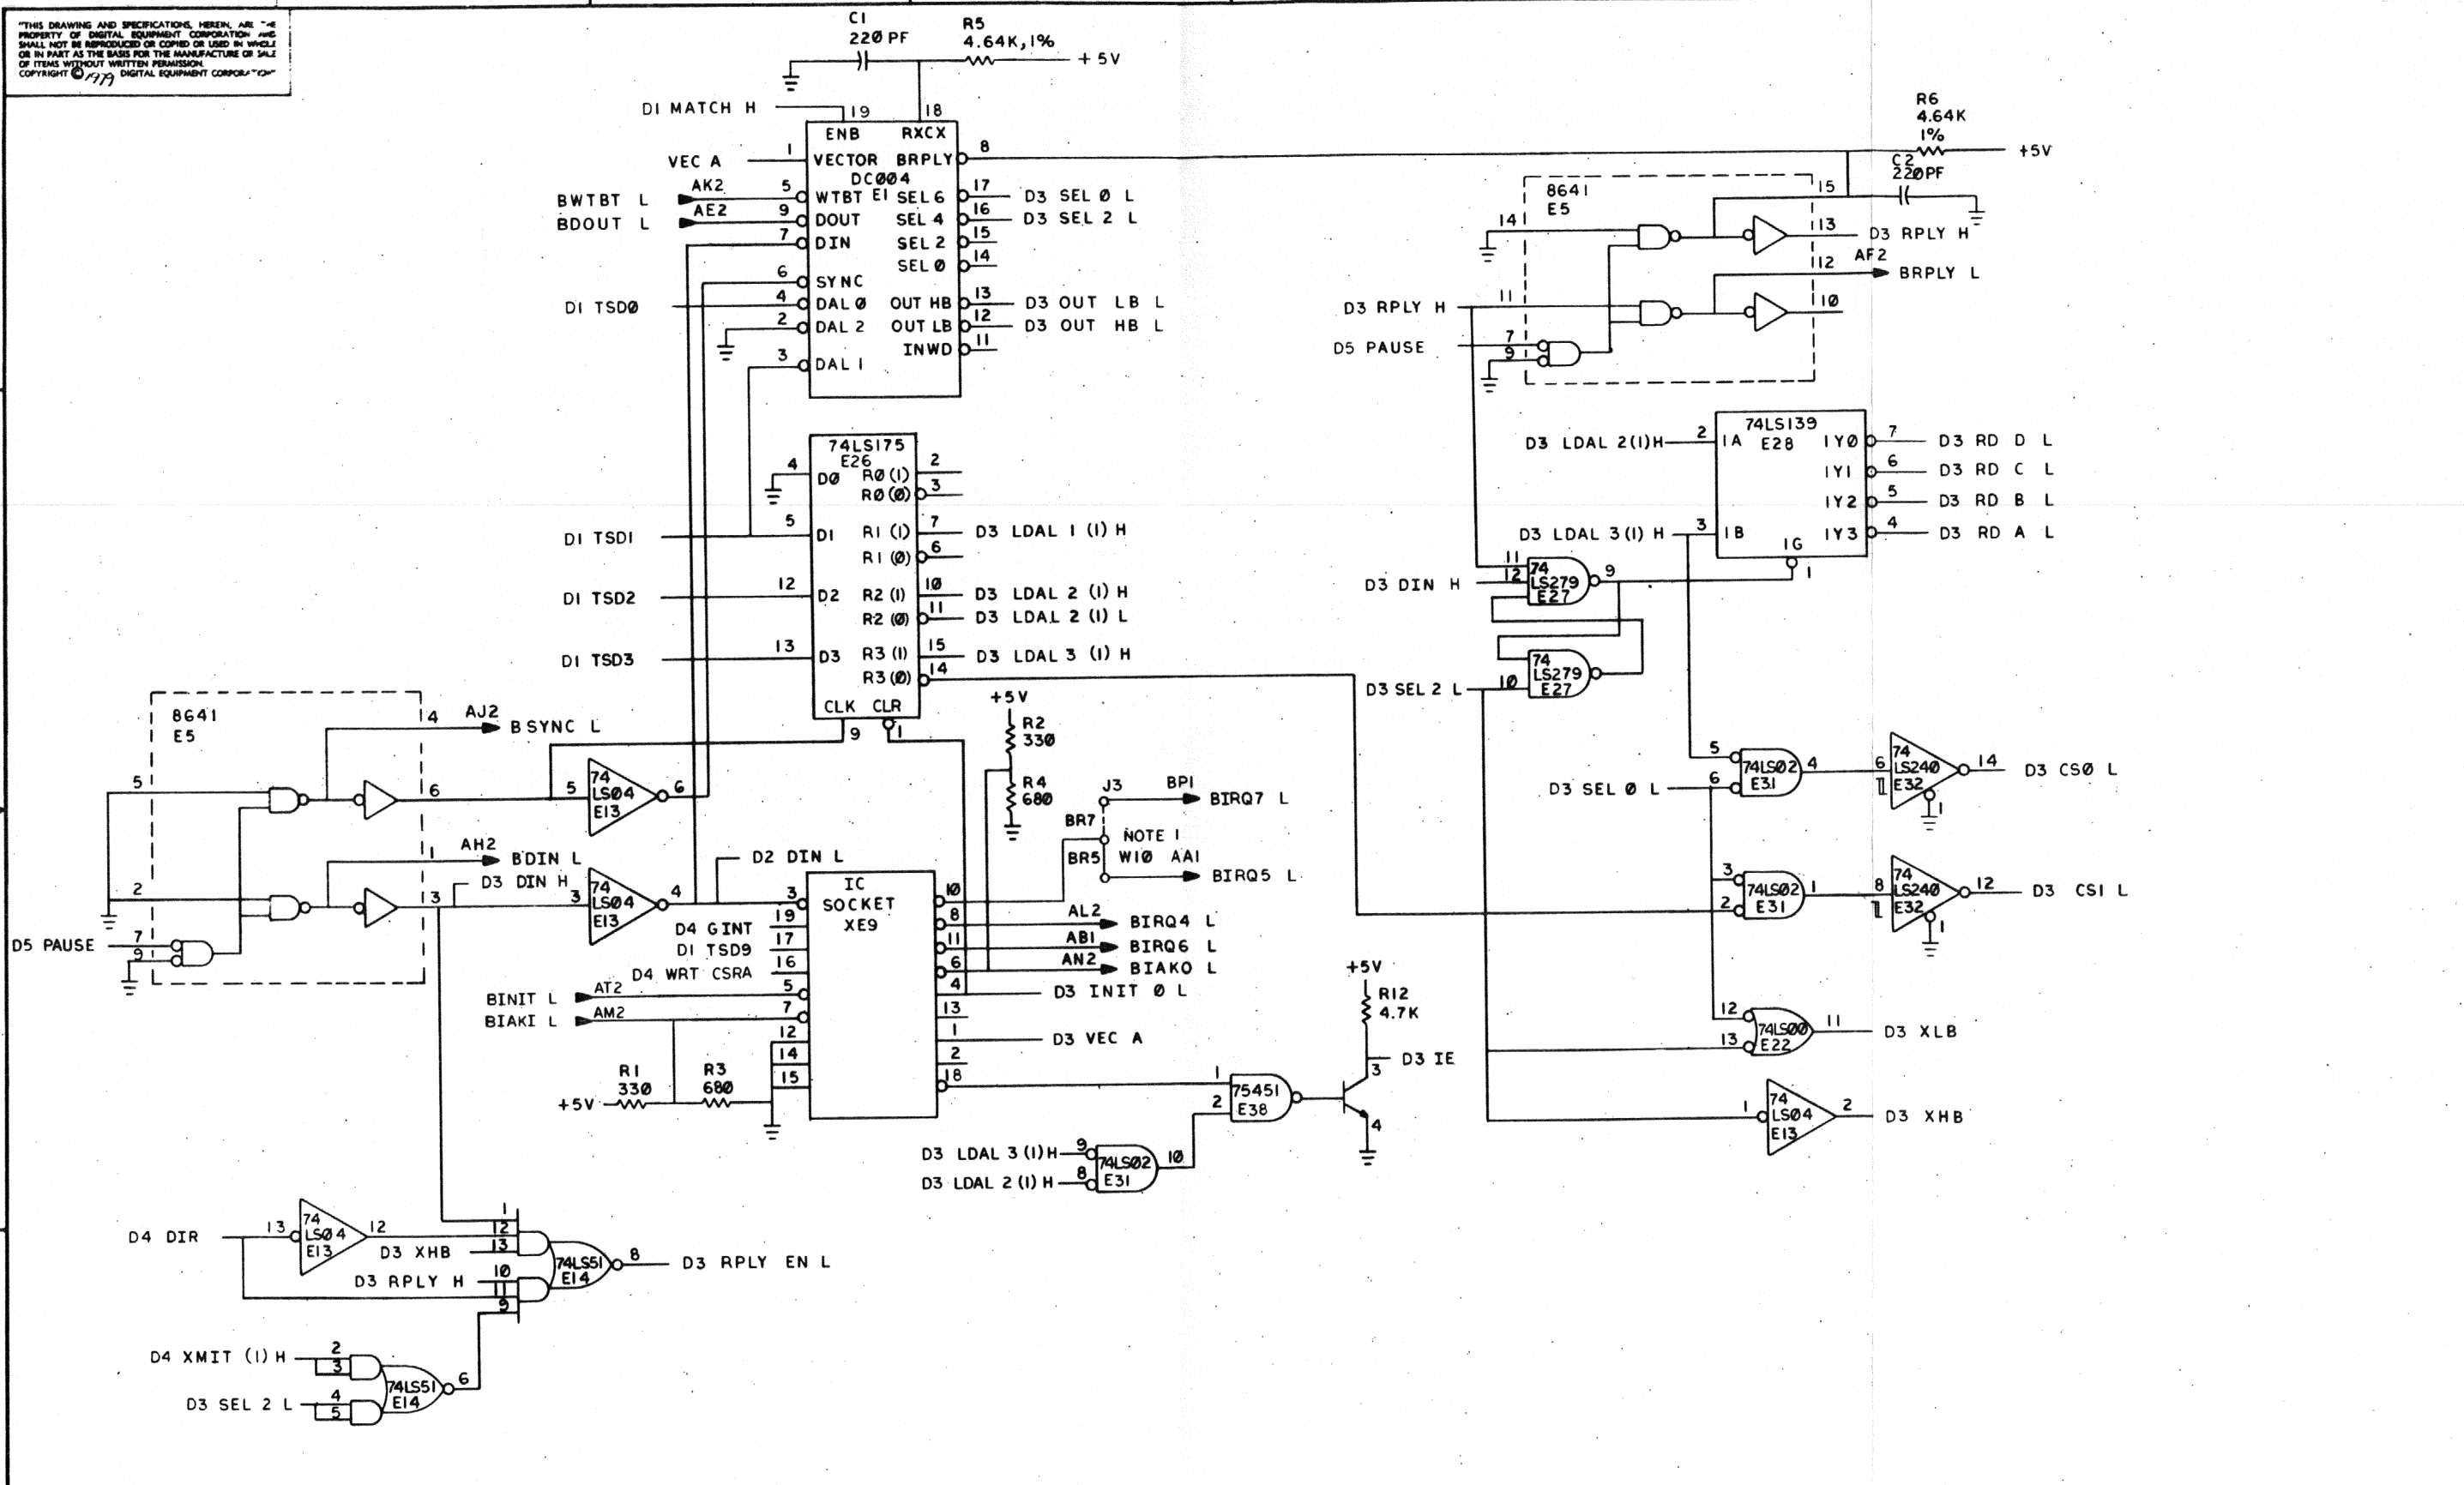 "THIS DRAWING AND SPECIFICATIONS, HEREIN, ARE THE
PROPERTY OF DIGITAL EQUIPMENT CORPORATION AND
SHALL NOT BE REPRODUCED OR COPIED OR USED IN WHOLE
OR IN PART AS THE BASIS FOR THE MANUFACTURE OR SALE
OF ITEMS WITHOUT WRITTEN PERMISSION.
COPYRIGHT © 1979 DIGITAL EQUIPMENT CORPORATION"
C1
220 PF
R5
4.64K, 1%
+5V
D1 MATCH H
19
18
ENB RXCX
VEC A
1
VECTOR BRPLY
8
DC004
E1
BWTBT L
AK2
5
WTBT
SEL 6
17
D3 SEL 0 L
BDOUT L
AE2
9
DOUT
SEL 4
16
D3 SEL 2 L
7
DIN
SEL 2
15
SEL 0
14
6
SYNC
D1 TSD0
4
DAL 0
OUT HB
13
D3 OUT LB L
2
DAL 2
OUT LB
12
D3 OUT HB L
INWD
11
3
DAL 1
R6
4.64K
1%
+5V
C2
220PF
8641
E5
15
14
13
D3 RPLY H
12
AF2
BRPLY L
D3 RPLY H
11
10
D5 PAUSE
7
9
74LS175
E26
4
D0
R0 (1)
2
R0 (0)
3
D1 TSD1
5
D1
R1 (1)
7
D3 LDAL 1 (1) H
R1 (0)
6
D1 TSD2
12
D2
R2 (1)
10
D3 LDAL 2 (1) H
R2 (0)
11
D3 LDAL 2 (1) L
D1 TSD3
13
D3
R3 (1)
15
D3 LDAL 3 (1) H
R3 (0)
14
CLK CLR
9
1
74LS139
E28
D3 LDAL 2(1)H
2
1A
1Y0
7
D3 RD D L
1Y1
6
D3 RD C L
1Y2
5
D3 RD B L
D3 LDAL 3(1) H
3
1B
1Y3
4
D3 RD A L
1G
1
11
D3 DIN H
12
74
LS279
E27
9
74
LS279
E27
D3 SEL 2 L
10
8641
E5
4
AJ2
BSYNC L
5
6
5
74
LS04
E13
6
1
AH2
BDIN L
D3 DIN H
2
3
3
74
LS04
E13
4
D2 DIN L
D5 PAUSE
7
9
+5V
R2
330
R4
680
J3
BP1
BIRQ7 L
BR7
NOTE 1
BR5
W10 AA1
BIRQ5 L
IC
SOCKET
XE9
3
10
D4 GINT
19
8
AL2
BIRQ4 L
D1 TSD9
17
11
AB1
BIRQ6 L
D4 WRT CSRA
16
6
AN2
BIAKO L
BINIT L
AT2
5
4
D3 INIT 0 L
BIAKI L
AM2
7
13
12
1
D3 VEC A
14
2
15
18
R1
330
R3
680
+5V
+5V
R12
4.7K
D3 IE
3
1
2
75451
E38
4
D3 LDAL 3 (1)H
9
D3 LDAL 2 (1) H
8
74LS02
E31
10
5
D3 SEL 0 L
6
74LS02
E31
4
6
74
LS240
E32
14
D3 CS0 L
1
3
2
74LS02
E31
1
8
74
LS240
E32
12
D3 CS1 L
1
12
13
74LS00
E22
11
D3 XLB
1
74
LS04
E13
2
D3 XHB
D4 DIR
13
74
LS04
E13
12
1
12
D3 XHB
13
D3 RPLY H
10
11
9
74LS51
E14
8
D3 RPLY EN L
D4 XMIT (1) H
2
3
D3 SEL 2 L
4
5
74LS51
E14
6